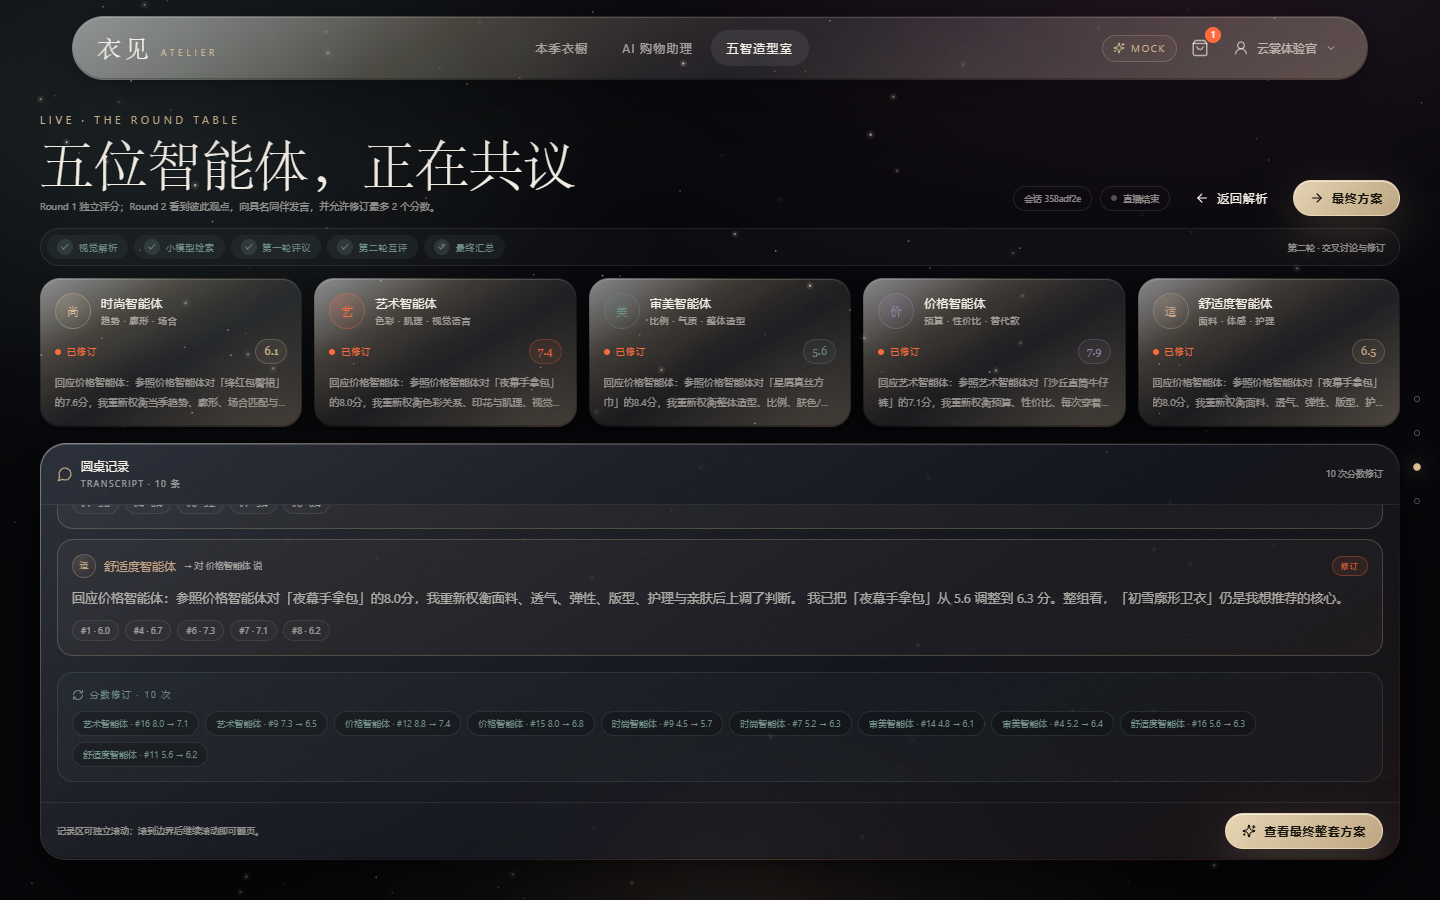 衣见 ATELIER
本季衣橱
AI 购物助理
五智造型室
MOCK
1
云裳体验官
LIVE · THE ROUND TABLE
五位智能体，正在共议
Round 1 独立评分；Round 2 看到彼此观点，向具名同伴发言，并允许修订最多 2 个分数。
会话 358adf2e
直播结束
返回解析
最终方案
视觉解析
小模型检索
第一轮评议
第二轮互评
最终汇总
第二轮 · 交叉讨论与修订
尚
时尚智能体
趋势 · 廓形 · 场合
已修订
6.1
回应价格智能体：参照价格智能体对「绛红包臀裙」
的7.6分，我重新权衡当季趋势、廓形、场合匹配与...
艺
艺术智能体
色彩 · 肌理 · 视觉语言
已修订
7.4
回应价格智能体：参照价格智能体对「夜幕手拿包」
的8.0分，我重新权衡色彩关系、印花与肌理、视觉...
美
审美智能体
比例 · 气质 · 整体造型
已修订
5.6
回应价格智能体：参照价格智能体对「星屑真丝方
巾」的8.4分，我重新权衡整体造型、比例、肤色/...
价
价格智能体
预算 · 性价比 · 替代款
已修订
7.9
回应艺术智能体：参照艺术智能体对「沙丘直筒牛仔
裤」的7.1分，我重新权衡预算、性价比、每次穿着...
适
舒适度智能体
面料 · 体感 · 护理
已修订
6.5
回应价格智能体：参照价格智能体对「夜幕手拿包」
的8.0分，我重新权衡面料、透气、弹性、版型、护...
圆桌记录
TRANSCRIPT · 10 条
10 次分数修订
适
舒适度智能体
→ 对 价格智能体 说
修订
回应价格智能体：参照价格智能体对「夜幕手拿包」的8.0分，我重新权衡面料、透气、弹性、版型、护理与亲肤后上调了判断。 我已把「夜幕手拿包」从 5.6 调整到 6.3 分。整组看，「初雪廓形卫衣」仍是我想推荐的核心。
#1 · 6.0
#4 · 6.7
#6 · 7.3
#7 · 7.1
#8 · 6.2
分数修订 · 10 次
艺术智能体 · #16 8.0 → 7.1
艺术智能体 · #9 7.3 → 6.5
价格智能体 · #12 8.8 → 7.4
价格智能体 · #15 8.0 → 6.8
时尚智能体 · #9 4.5 → 5.7
时尚智能体 · #7 5.2 → 6.3
审美智能体 · #14 4.8 → 6.1
审美智能体 · #4 5.2 → 6.4
舒适度智能体 · #16 5.6 → 6.3
舒适度智能体 · #11 5.6 → 6.2
记录区可独立滚动；滚到边界后继续滚动即可翻页。
查看最终整套方案